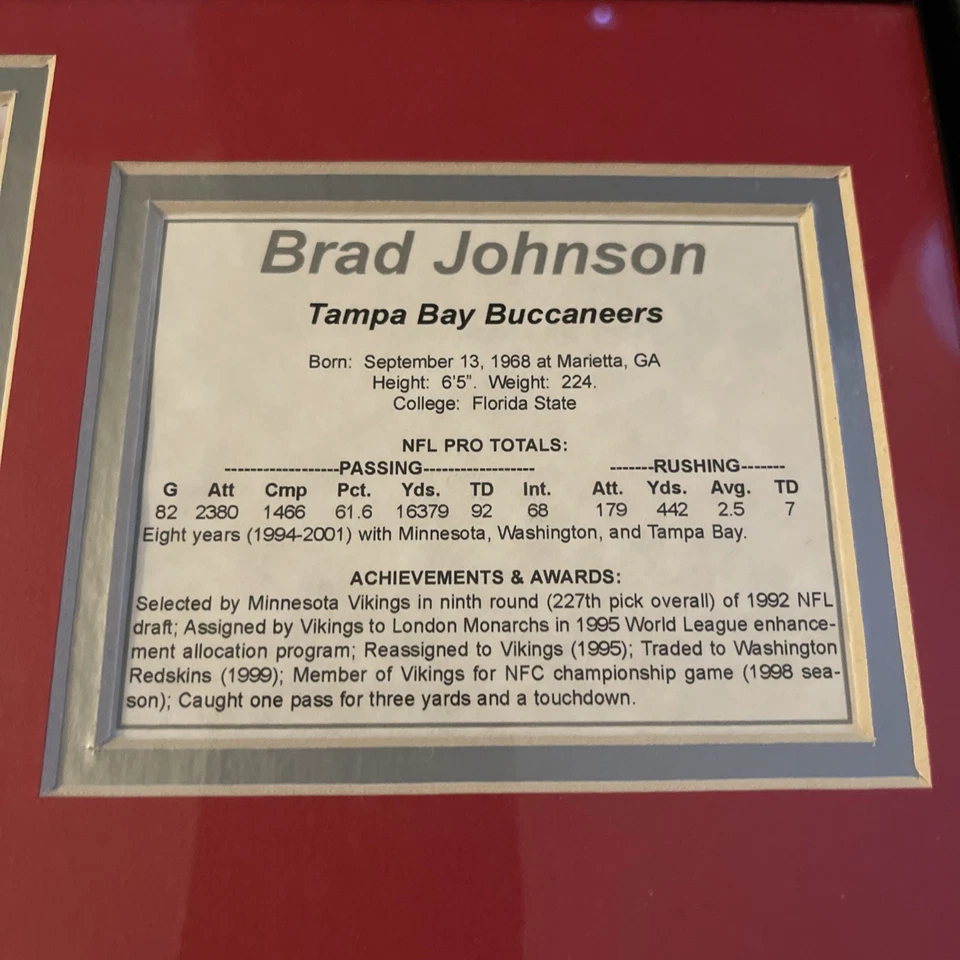 Brad Johnson
Tampa Bay Buccaneers
Born: September 13, 1968 at Marietta, GA
Height: 6'5". Weight: 224.
College: Florida State
NFL PRO TOTALS:
------------------PASSING----------------- -------RUSHING-------
G Att Cmp Pct. Yds. TD Int. Att. Yds. Avg. TD
82 2380 1466 61.6 16379 92 68 179 442 2.5 7
Eight years (1994-2001) with Minnesota, Washington, and Tampa Bay.
ACHIEVEMENTS & AWARDS:
Selected by Minnesota Vikings in ninth round (227th pick overall) of 1992 NFL
draft; Assigned by Vikings to London Monarchs in 1995 World League enhance-
ment allocation program; Reassigned to Vikings (1995); Traded to Washington
Redskins (1999); Member of Vikings for NFC championship game (1998 sea-
son); Caught one pass for three yards and a touchdown.